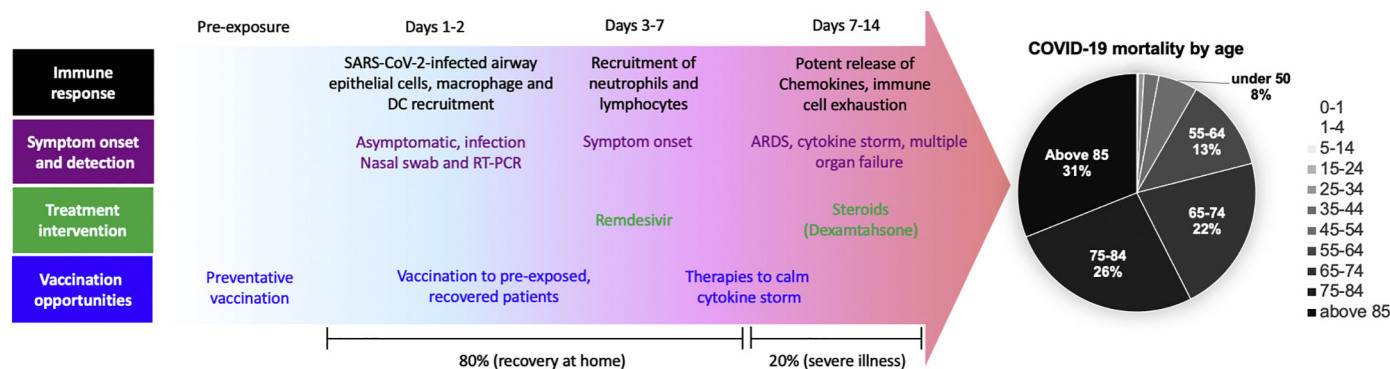 Pre-exposure
Days 1-2
Days 3-7
Days 7-14
Immune
response
SARS-CoV-2-infected airway
epithelial cells, macrophage and
DC recruitment
Recruitment of
neutrophils and
lymphocytes
Potent release of
Chemokines, immune
cell exhaustion
Symptom onset
and detection
Asymptomatic, infection
Nasal swab and RT-PCR
Symptom onset
ARDS, cytokine storm, multiple
organ failure
Treatment
intervention
Remdesivir
Steroids
(Dexamtahsone)
Vaccination
opportunities
Preventative
vaccination
Vaccination to pre-exposed,
recovered patients
Therapies to calm
cytokine storm
80% (recovery at home)
20% (severe illness)
COVID-19 mortality by age
under 50
8%
55-64
13%
65-74
22%
75-84
26%
Above 85
31%
0-1
1-4
5-14
15-24
25-34
35-44
45-54
55-64
65-74
75-84
above 85